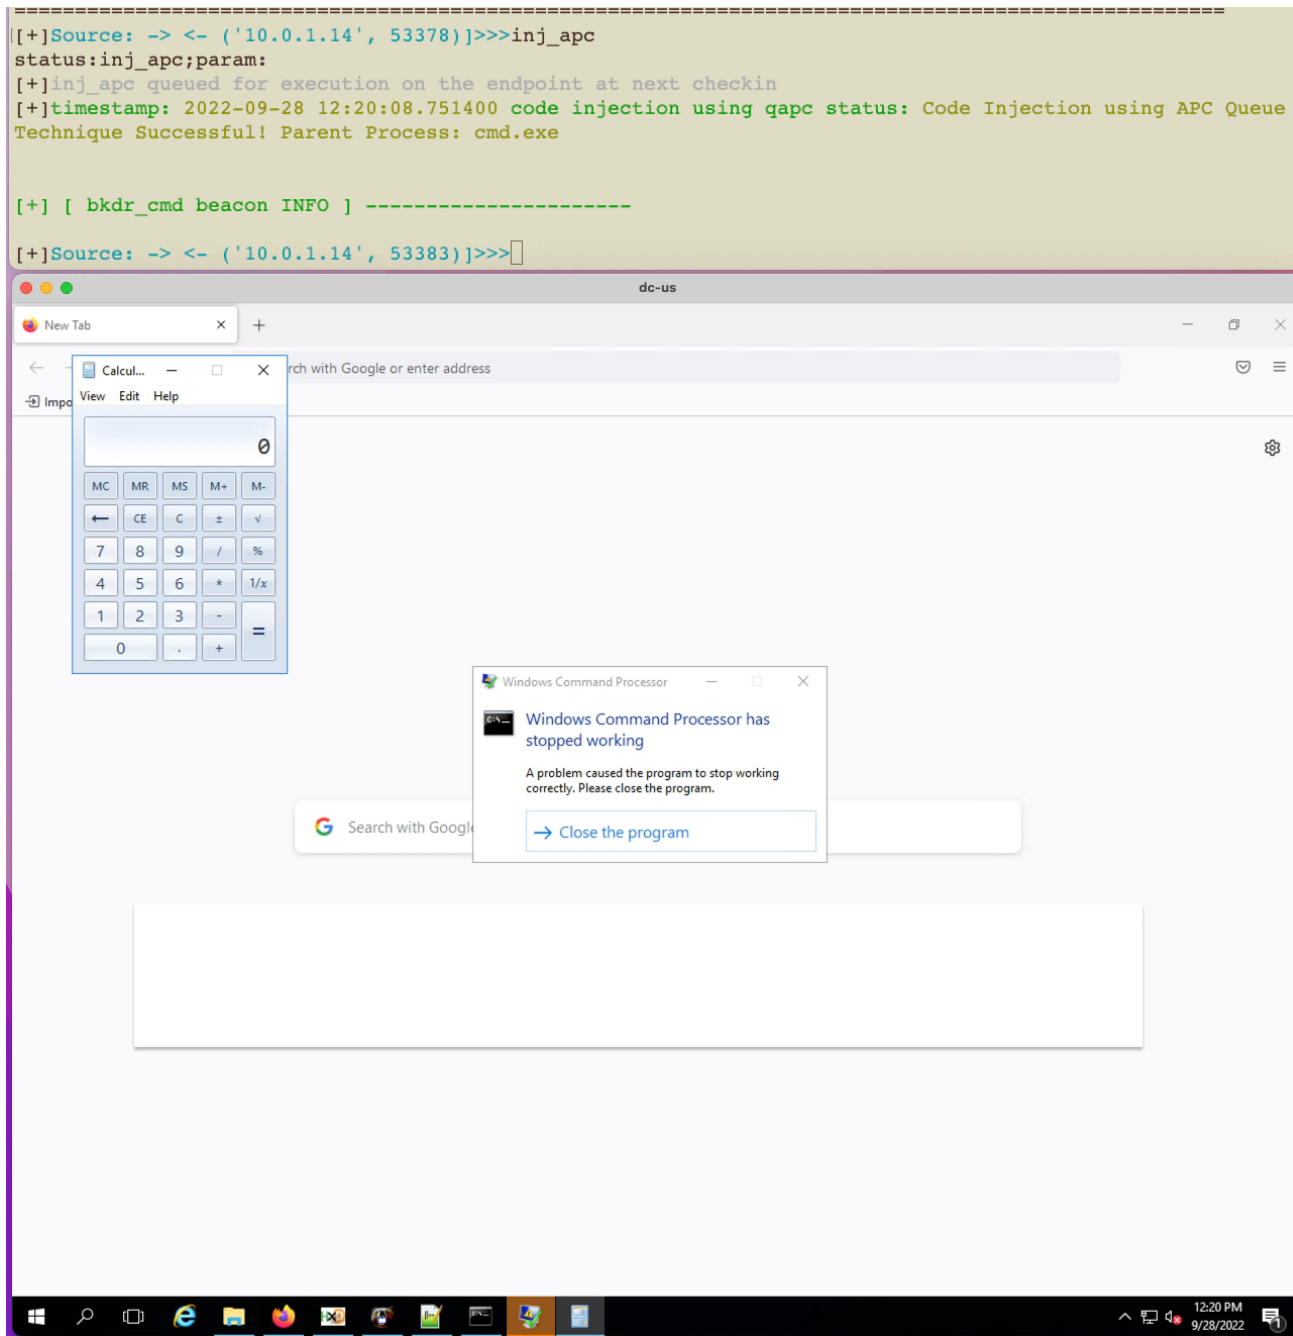 [[+]Source: -> <- ('10.0.1.14', 53378)]>>>inj_apc
status:inj_apc;param:
[+]inj_apc queued for execution on the endpoint at next checkin
[+]timestamp: 2022-09-28 12:20:08.751400 code injection using qapc status: Code Injection using APC Queue
Technique Successful! Parent Process: cmd.exe
[+] [ bkdr_cmd beacon INFO ] ----------------------
[+]Source: -> <- ('10.0.1.14', 53383)]>>>
dc-us
New Tab
Calcul...
rch with Google or enter address
Impo
View Edit Help
0
MC MR MS M+ M-
← CE C ± √
7 8 9 / %
4 5 6 * 1/x
1 2 3 - =
0 . +
Windows Command Processor
Windows Command Processor has
stopped working
A problem caused the program to stop working
correctly. Please close the program.
→ Close the program
G Search with Google
12:20 PM
9/28/2022
1